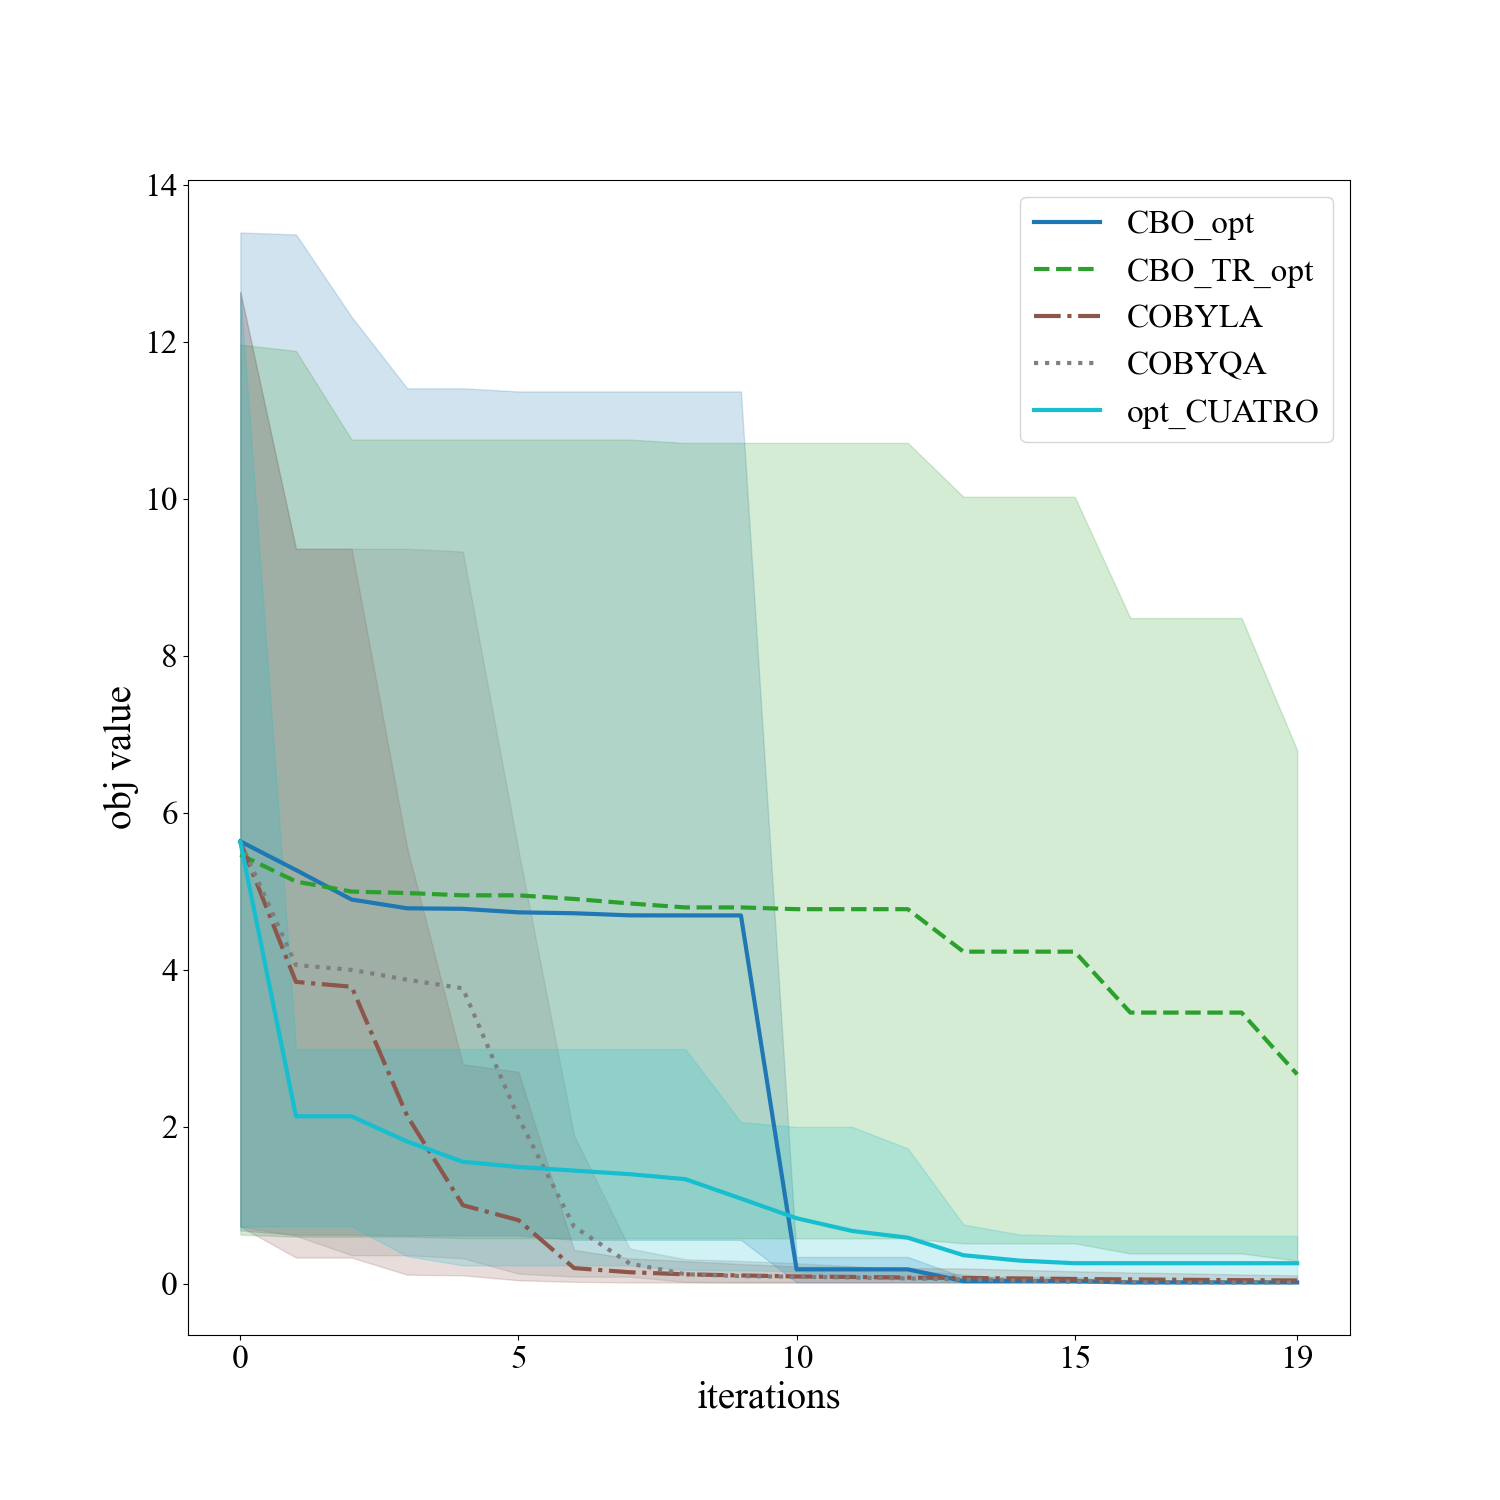 14
12
10
8
6
4
2
0
obj value
CBO_opt
CBO_TR_opt
COBYLA
COBYQA
opt_CUATRO
0 5 10 15 19
iterations